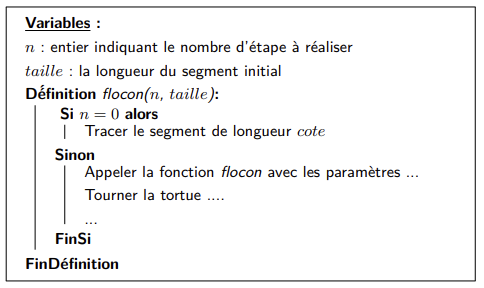 Variables :
n : entier indiquant le nombre d'étape à réaliser
taille : la longueur du segment initial
Définition flocon(n, taille):
Si n = 0 alors
Tracer le segment de longueur cote
Sinon
Appeler la fonction flocon avec les paramètres ...
Tourner la tortue ....
...
FinSi
FinDéfinition